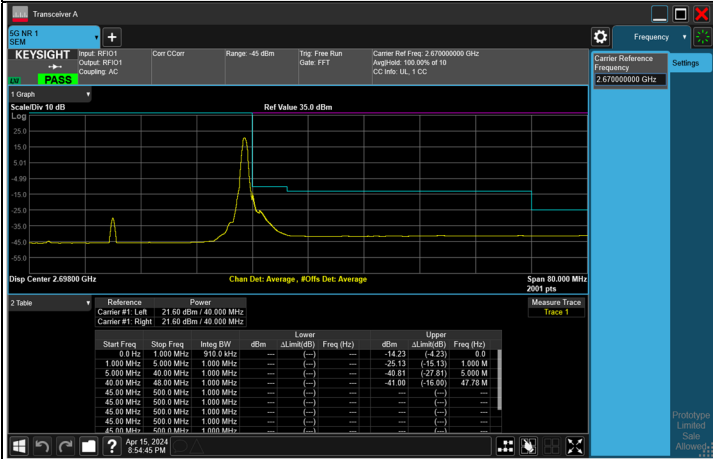 Transceiver A
5G NR 1
SEM
Frequency
KEYSIGHT
PASS
Input: RFIO1
Output: RFIO1
Coupling: AC
Corr CCorr
Range: -45 dBm
Trig: Free Run
Gate: FFT
Carrier Ref Freq: 2.670000000 GHz
Avg|Hold: 100.00% of 10
CC Info: UL, 1 CC
Carrier Reference
Frequency
2.670000000 GHz
Settings
1 Graph
Scale/Div 10 dB
Ref Value 35.0 dBm
Log
25.0
15.0
5.01
-4.99
-15.0
-25.0
-35.0
-45.0
-55.0
Disp Center 2.69800 GHz
Chan Det: Average , #Offs Det: Average
Span 80.000 MHz
2001 pts
2 Table
Reference Power
Carrier #1: Left 21.60 dBm / 40.000 MHz
Carrier #1: Right 21.60 dBm / 40.000 MHz
Measure Trace
Trace 1
Lower Upper
Start Freq Stop Freq Integ BW dBm ΔLimit(dB) Freq (Hz) dBm ΔLimit(dB) Freq (Hz)
0.0 Hz 1.000 MHz 910.0 kHz --- (---) --- -14.23 (-4.23) 0.0
1.000 MHz 5.000 MHz 1.000 MHz --- (---) --- -25.13 (-15.13) 1.000 M
5.000 MHz 40.00 MHz 1.000 MHz --- (---) --- -40.81 (-27.81) 5.000 M
40.00 MHz 48.00 MHz 1.000 MHz --- (---) --- -41.00 (-16.00) 47.78 M
45.00 MHz 500.0 MHz 1.000 MHz --- (---) --- --- (---) ---
45.00 MHz 500.0 MHz 1.000 MHz --- (---) --- --- (---) ---
45.00 MHz 500.0 MHz 1.000 MHz --- (---) --- --- (---) ---
45.00 MHz 500.0 MHz 1.000 MHz --- (---) --- --- (---) ---
45.00 MHz 500.0 MHz 1.000 MHz --- (---) --- --- (---) ---
Apr 15, 2024
8:54:45 PM
Prototype
Limited
Sale
Allowed